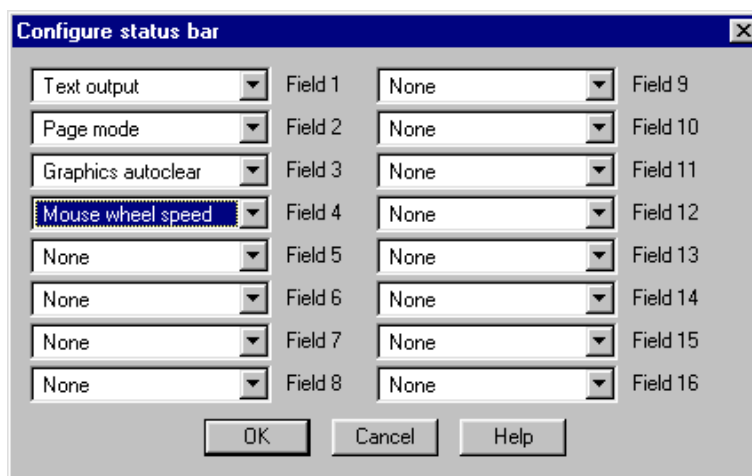 Configure status bar
Text output Field 1 None Field 9
Page mode Field 2 None Field 10
Graphics autoclear Field 3 None Field 11
Mouse wheel speed Field 4 None Field 12
None Field 5 None Field 13
None Field 6 None Field 14
None Field 7 None Field 15
None Field 8 None Field 16
OK Cancel Help